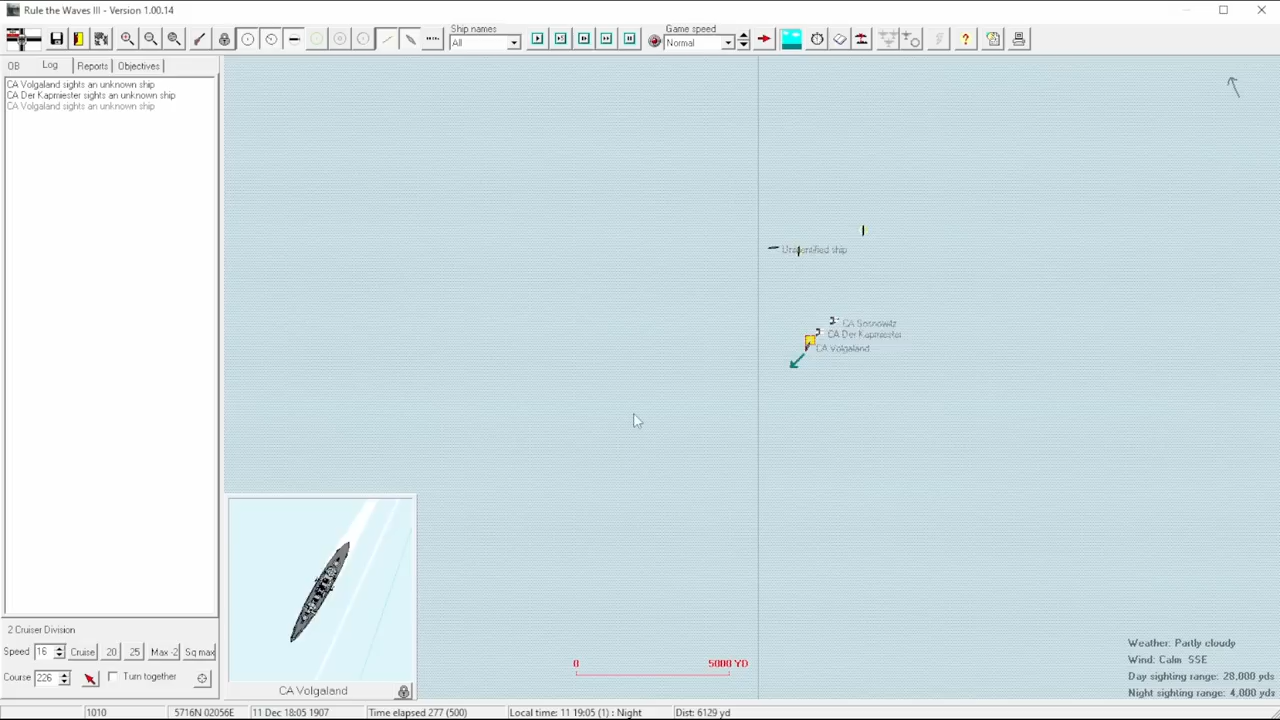 Rule the Waves III - Version 1.00.14
Ship names
All
Game speed
Normal
OB
Log
Reports
Objectives
CA Volgaland sights an unknown ship
CA Der Kapmiester sights an unknown ship
CA Volgaland sights an unknown ship
Unidentified ship
CA Sosnowitz
CA Der Kapmiester
CA Volgaland
2 Cruiser Division
Speed 16 Cruise 20 25 Max -2 Sq max
Course 226 Turn together
CA Volgaland
0 5000 YD
Weather: Partly cloudy
Wind: Calm SSE
Day sighting range: 28,000 yds
Night sighting range: 4,000 yds
1010 5716N 02056E 11 Dec 18:05 1907 Time elapsed 277 (500) Local time: 11 19:05 (1) : Night Dist: 6129 yd